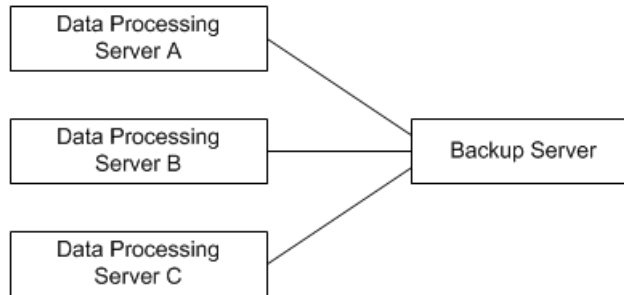 Data Processing
Server A
Data Processing
Server B
Backup Server
Data Processing
Server C